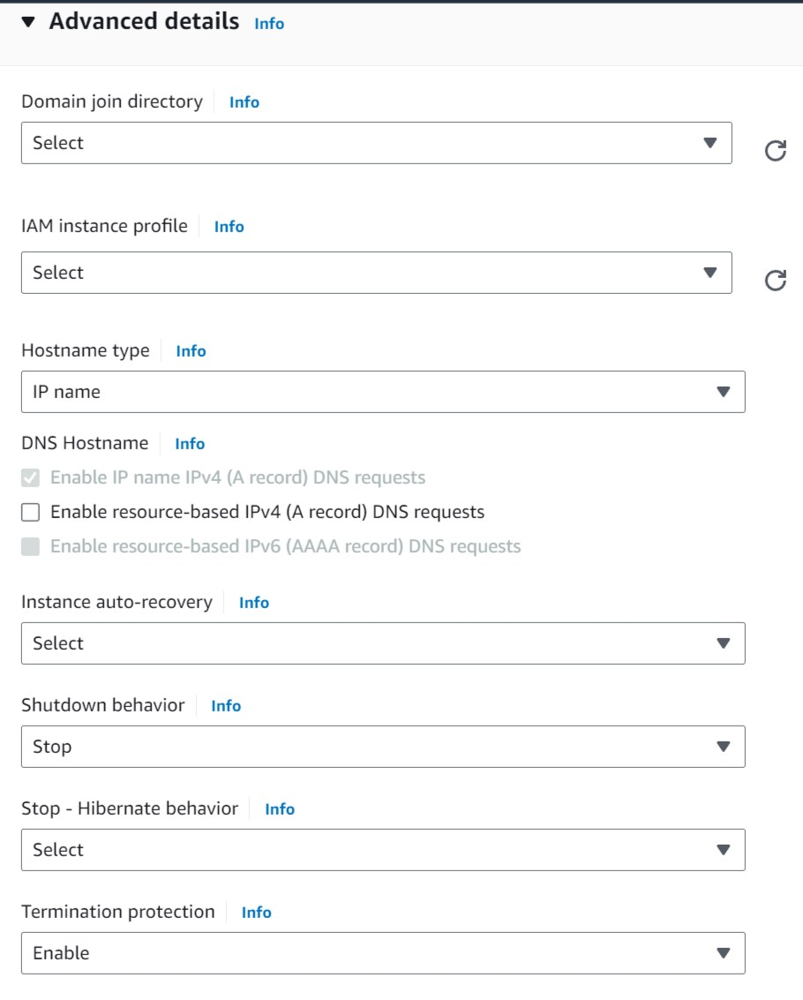 Advanced details Info
Domain join directory Info
Select
IAM instance profile Info
Select
Hostname type Info
IP name
DNS Hostname Info
Enable IP name IPv4 (A record) DNS requests
Enable resource-based IPv4 (A record) DNS requests
Enable resource-based IPv6 (AAAA record) DNS requests
Instance auto-recovery Info
Select
Shutdown behavior Info
Stop
Stop - Hibernate behavior Info
Select
Termination protection Info
Enable